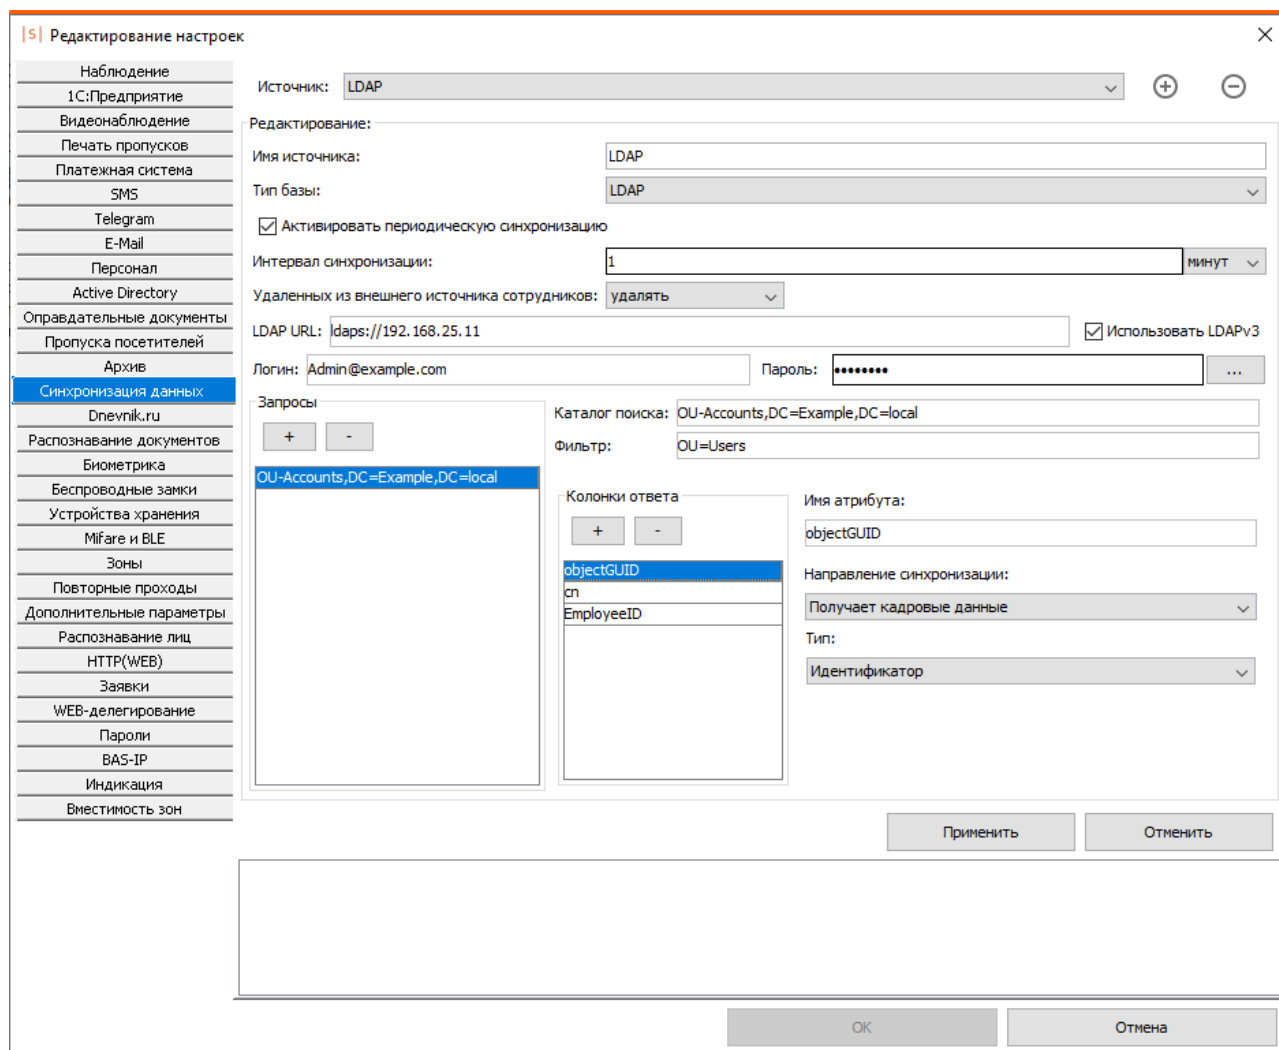 |S| Редактирование настроек
Наблюдение
1С:Предприятие
Видеонаблюдение
Печать пропусков
Платежная система
SMS
Telegram
E-Mail
Персонал
Active Directory
Оправдательные документы
Пропуска посетителей
Архив
Синхронизация данных
Dnevnik.ru
Распознавание документов
Биометрика
Беспроводные замки
Устройства хранения
Mifare и BLE
Зоны
Повторные проходы
Дополнительные параметры
Распознавание лиц
HTTP(WEB)
Заявки
WEB-делегирование
Пароли
BAS-IP
Индикация
Вместимость зон
Источник: LDAP
Редактирование:
Имя источника: LDAP
Тип базы: LDAP
Активировать периодическую синхронизацию
Интервал синхронизации: 1 минут
Удаленных из внешнего источника сотрудников: удалять
LDAP URL: ldaps://192.168.25.11 Использовать LDAPv3
Логин: Admin@example.com Пароль: •••••••• ...
Запросы
+ -
OU-Accounts,DC=Example,DC=local
Каталог поиска: OU-Accounts,DC=Example,DC=local
Фильтр: OU=Users
Колонки ответа
+ -
objectGUID
cn
EmployeeID
Имя атрибута:
objectGUID
Направление синхронизации:
Получает кадровые данные
Тип:
Идентификатор
Применить Отменить
OK Отмена